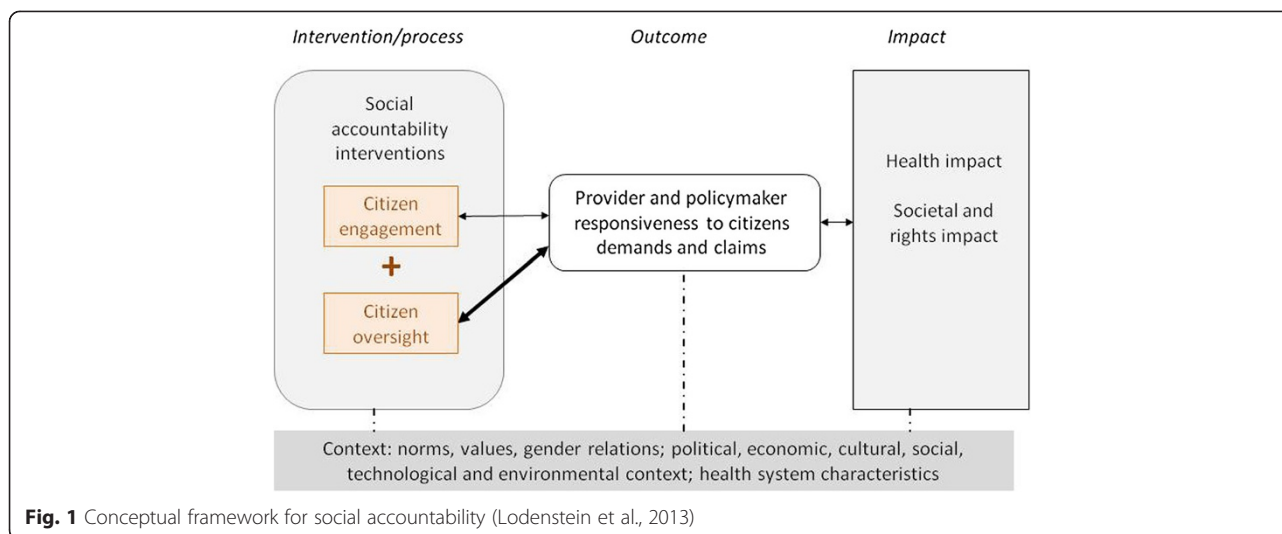 Intervention/process
Outcome
Impact
Social
accountability
interventions
Citizen
engagement
+
Citizen
oversight
Provider and policymaker
responsiveness to citizens
demands and claims
Health impact
Societal and
rights impact
Context: norms, values, gender relations; political, economic, cultural, social,
technological and environmental context; health system characteristics
Fig. 1 Conceptual framework for social accountability (Lodenstein et al., 2013)